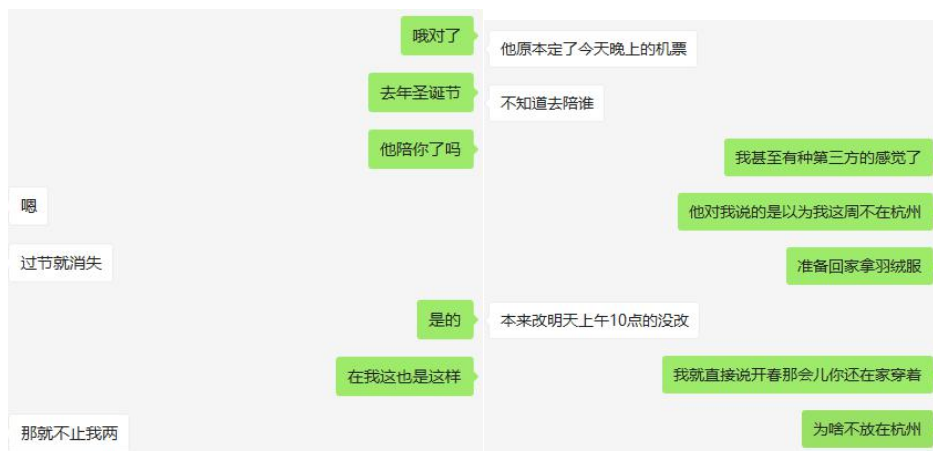 哦对了
去年圣诞节
他陪你了吗
嗯
过节就消失
是的
在我这也是这样
那就不止我两
他原本定了今天晚上的机票
不知道去陪谁
我甚至有种第三方的感觉了
他对我说的是以为我这周不在杭州
准备回家拿羽绒服
本来改明天上午10点的没改
我就直接说开春那会儿你还在家穿着
为啥不放在杭州